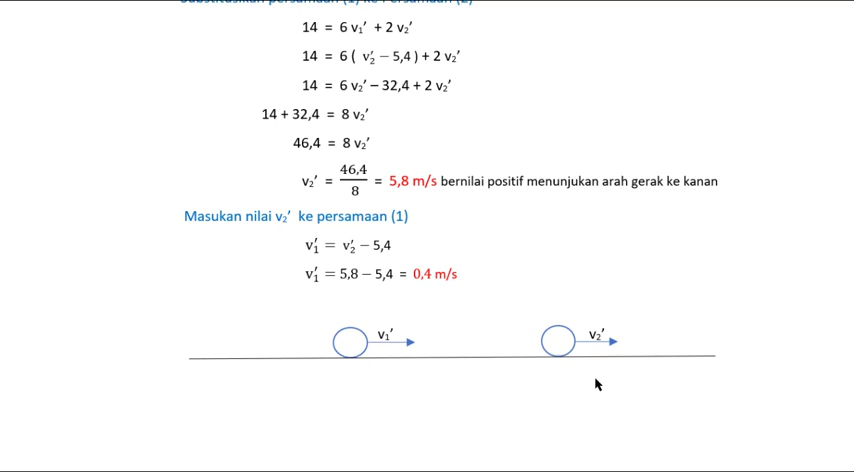 14 = 6 v₁′ + 2 v₂′
14 = 6 ( v₂′ − 5,4 ) + 2 v₂′
14 = 6 v₂′ − 32,4 + 2 v₂′
14 + 32,4 = 8 v₂′
46,4 = 8 v₂′
v₂′ = 46,4/8 = 5,8 m/s bernilai positif menunjukan arah gerak ke kanan
Masukan nilai v₂′ ke persamaan (1)
v₁′ = v₂′ − 5,4
v₁′ = 5,8 − 5,4 = 0,4 m/s
v₁′ v₂′